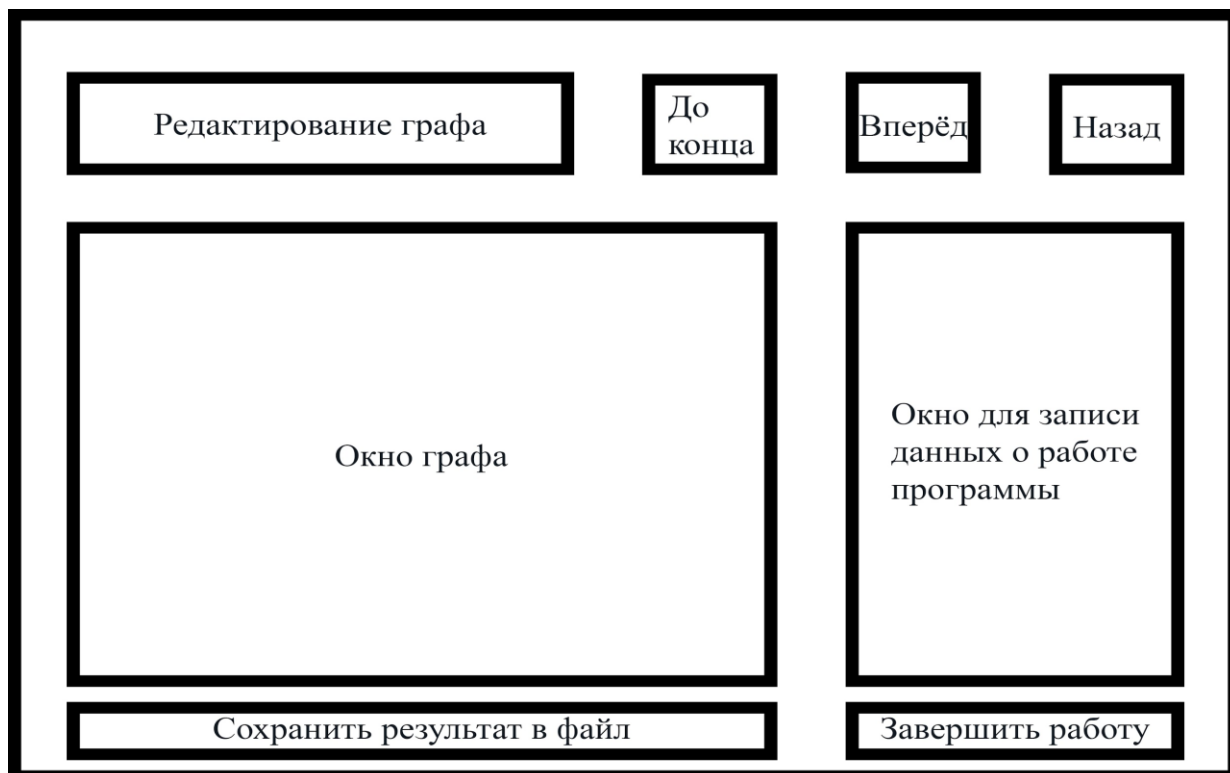 Редактирование графа
До
конца
Вперёд
Назад
Окно графа
Окно для записи
данных о работе
программы
Сохранить результат в файл
Завершить работу